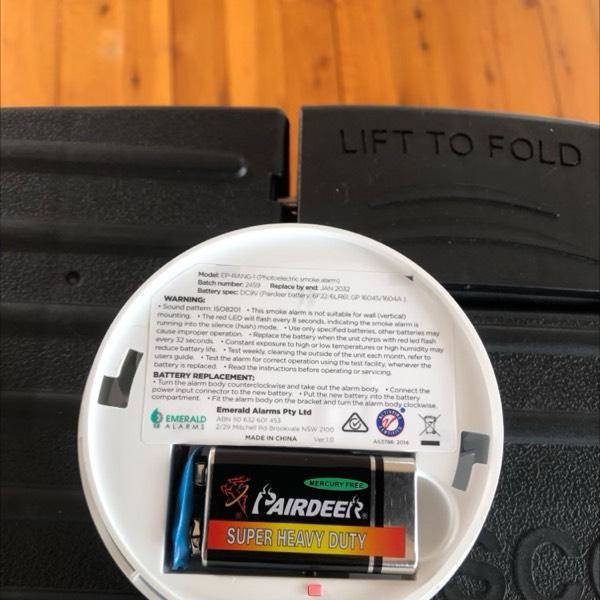 LIFT TO FOLD
Model: EP-RANG-1 (Photoelectric smoke alarm)
Batch number: 2459 Replace by end: JAN 2032
Battery spec: DC9V (Pairdeer battery: 6F22/6LR61, GP 1604S/1604A )
WARNING:
• Sound pattern: ISO8201 • This smoke alarm is not suitable for wall (vertical)
mounting. • The red LED will flash every 8 seconds, indicating the smoke alarm is
running into the silence (hush) mode. • Use only specified batteries, other batteries may
cause improper operation. • Replace the battery when the unit chirps with red led flash
every 32 seconds. • Constant exposure to high or low temperatures or high humidity may
reduce battery life. • Test weekly, cleaning the outside of the unit each month, refer to
users guide. • Test the alarm for correct operation using the test facility, whenever the
battery is replaced. • Read the instructions before operating or servicing.
BATTERY REPLACEMENT:
• Turn the alarm body counterclockwise and take out the alarm body. • Connect the
power input connector to the new battery. • Put the new battery into the battery
compartment. • Fit the alarm body on the bracket and turn the alarm body clockwise.
EMERALD
ALARMS
Emerald Alarms Pty Ltd
ABN 50 632 601 453
2/29 Mitchell Rd Brookvale NSW 2100
MADE IN CHINA Ver:1.0
AS3786: 2014
MERCURY FREE
PAIRDEER
SUPER HEAVY DUTY
SCO